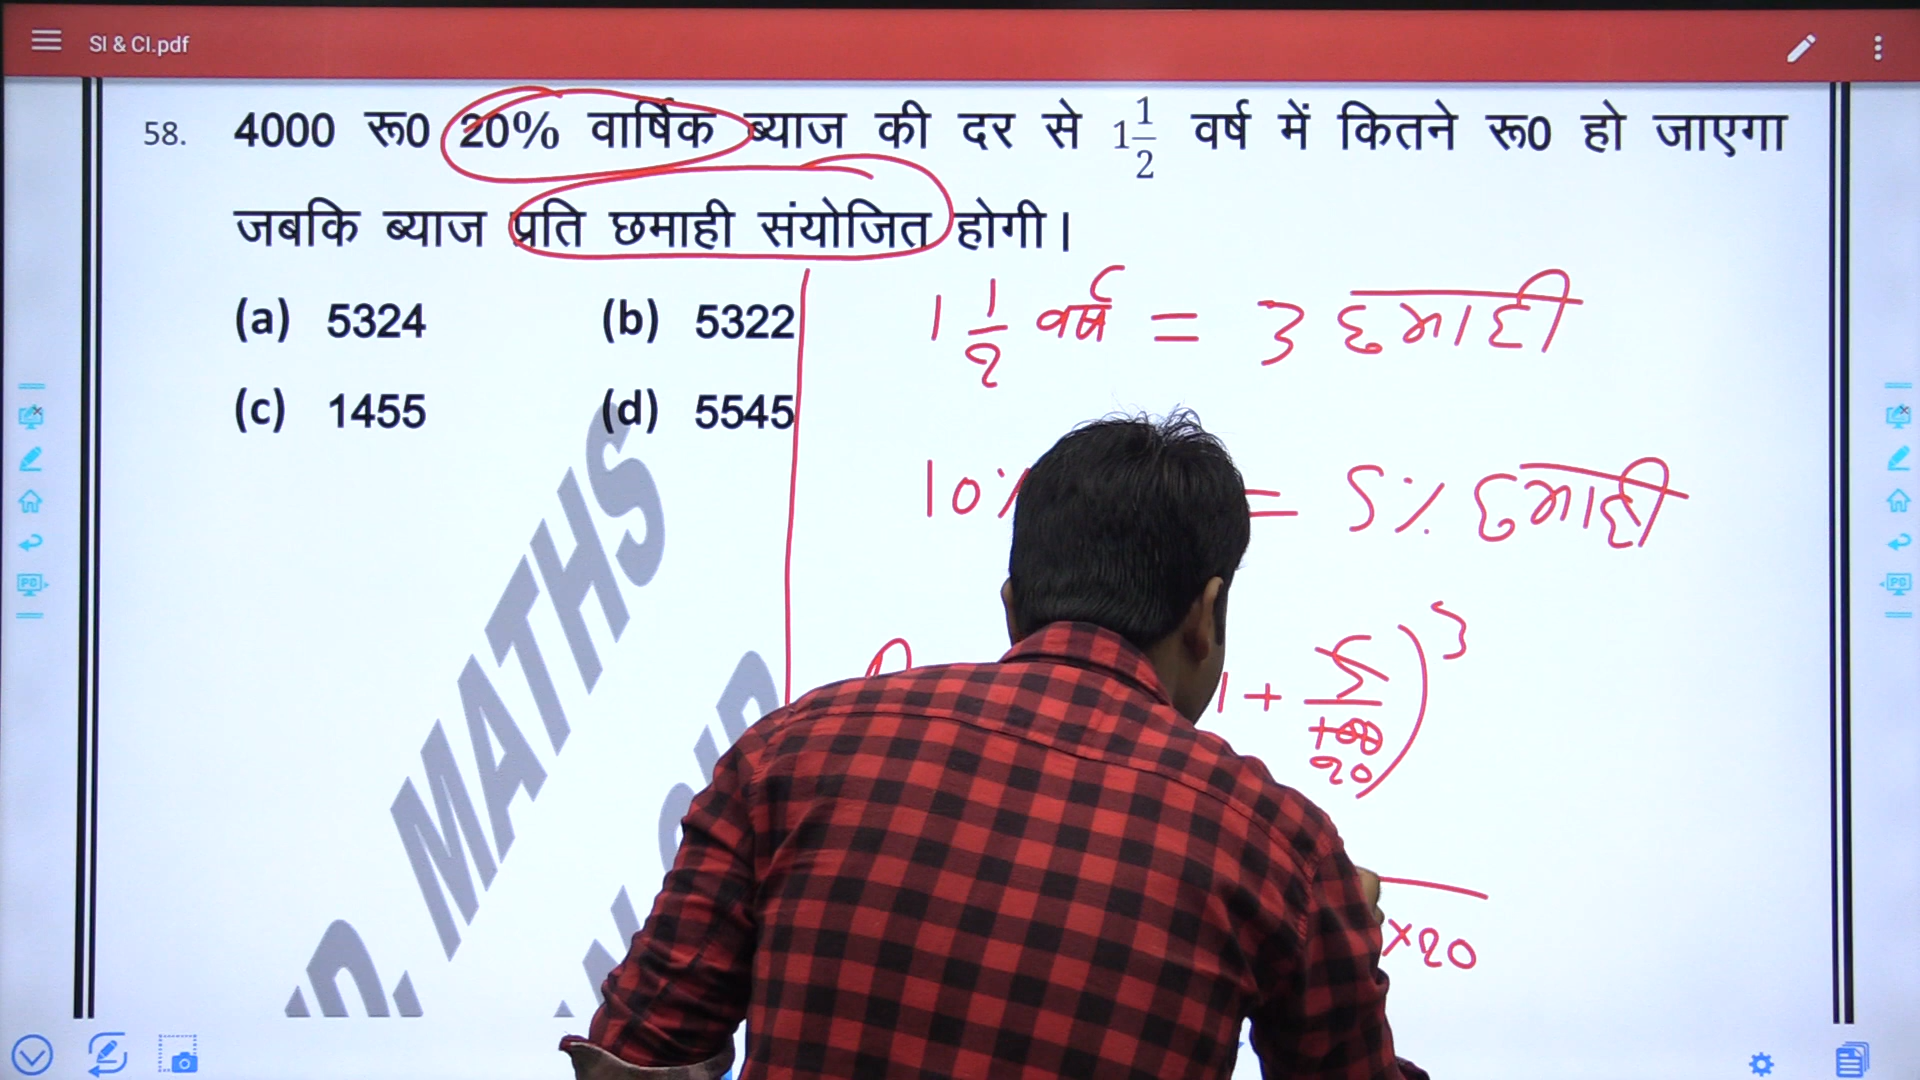 SI & CI.pdf
58. 4000 रू0 20% वार्षिक ब्याज की दर से 1 1/2 वर्ष में कितने रू0 हो जाएगा
जबकि ब्याज प्रति छमाही संयोजित होगी।
(a) 5324 (b) 5322
(c) 1455 (d) 5545
1 1/2 वर्ष = 3 छमाही
10% = 5% छमाही
1 + 5/100 ) 3
20
×20
MATHS